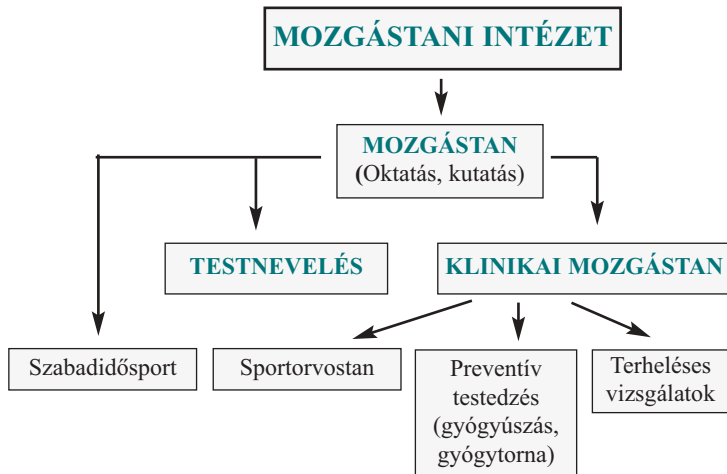 MOZGÁSTANI INTÉZET
MOZGÁSTAN
(Oktatás, kutatás)
TESTNEVELÉS
KLINIKAI MOZGÁSTAN
Szabadidősport
Sportorvostan
Preventív
testedzés
(gyógyúszás,
gyógytorna)
Terheléses
vizsgálatok